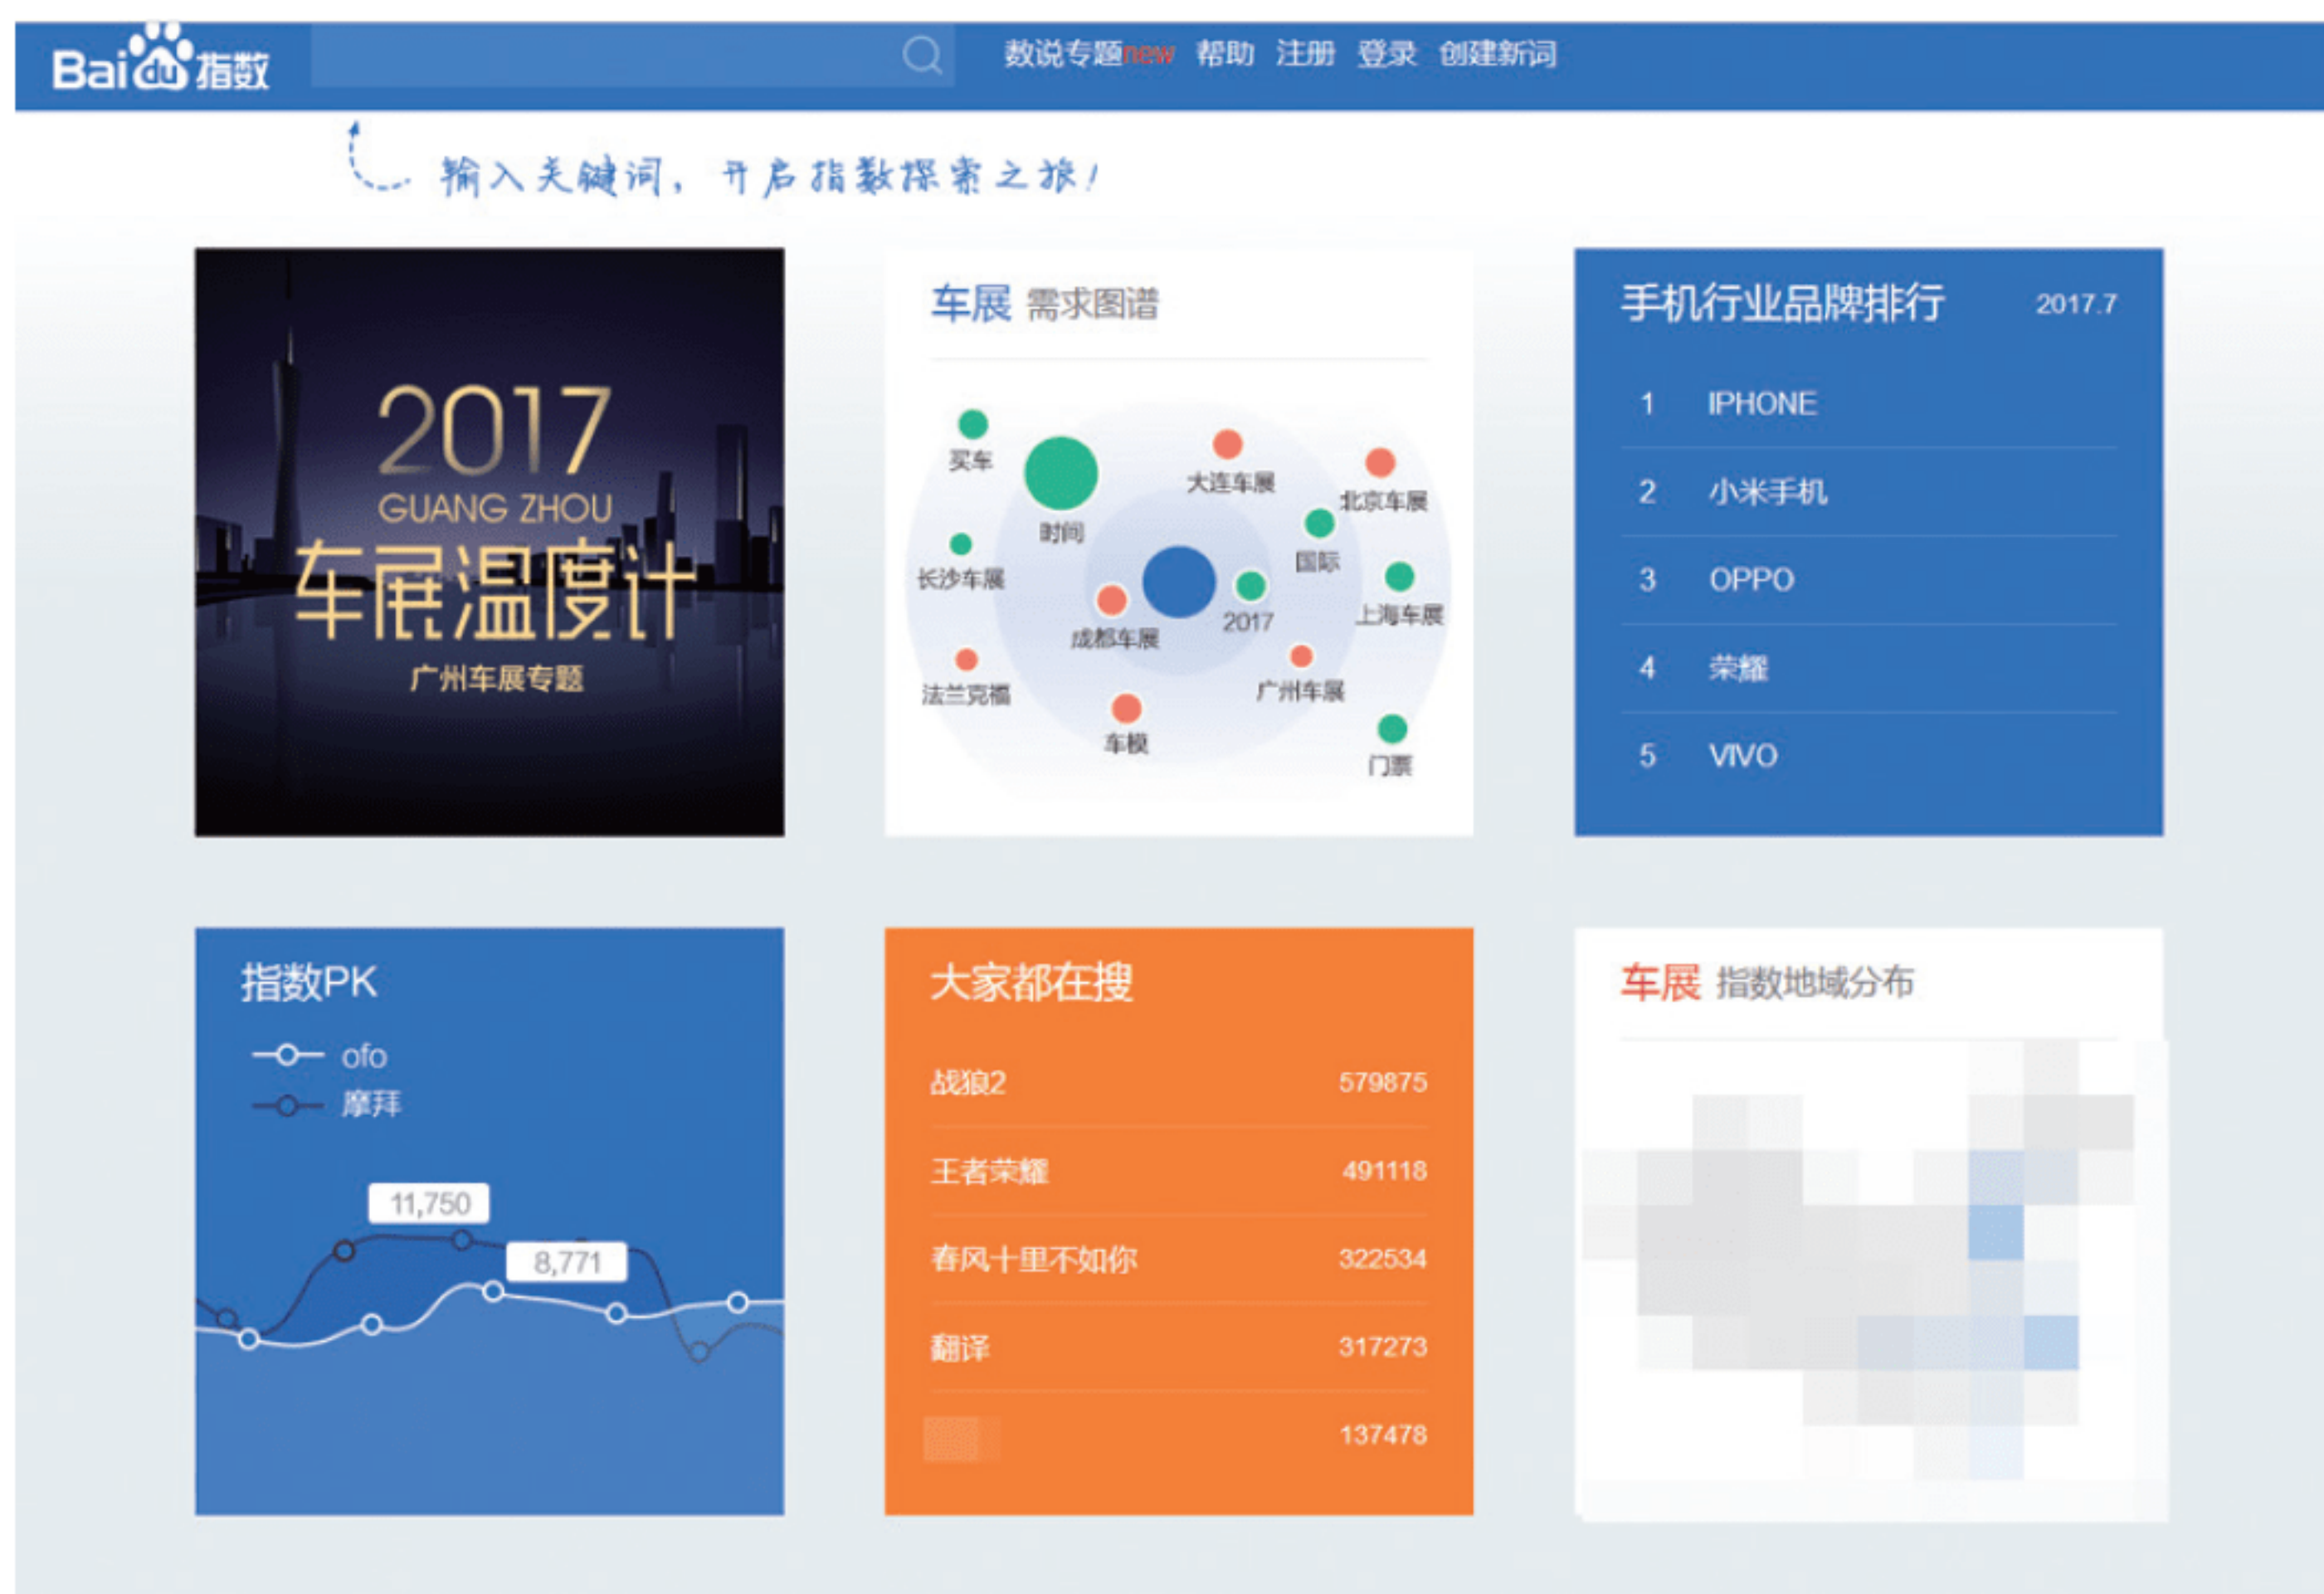 Baidu指数
数说专题new 帮助 注册 登录 创建新词
输入关键词，开启指数探索之旅！
2017
GUANG ZHOU
车展温度计
广州车展专题
车展 需求图谱
买车
时间
大连车展
北京车展
国际
长沙车展
上海车展
2017
成都车展
法兰克福
广州车展
车模
门票
手机行业品牌排行 2017.7
1 IPHONE
2 小米手机
3 OPPO
4 荣耀
5 VIVO
指数PK
ofo
摩拜
11,750
8,771
大家都在搜
战狼2 579875
王者荣耀 491118
春风十里不如你 322534
翻译 317273
137478
车展 指数地域分布